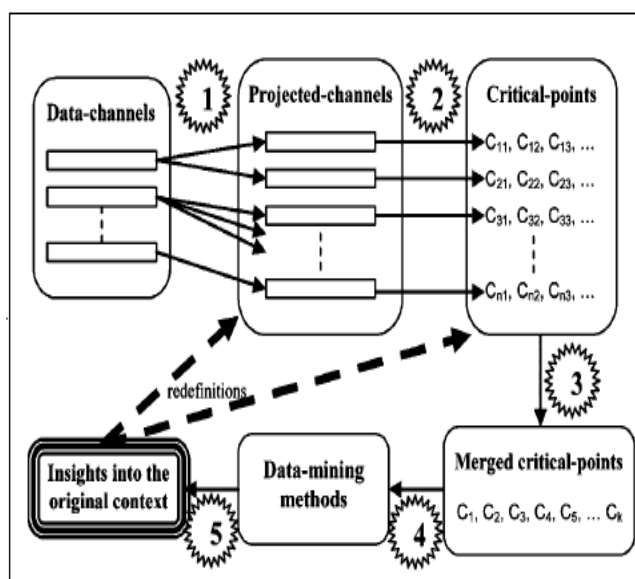 1
2
Data-channels
Projected-channels
Critical-points
C11, C12, C13, ...
C21, C22, C23, ...
C31, C32, C33, ...
Cn1, Cn2, Cn3, ...
3
redefinitions
Insights into the
original context
5
Data-mining
methods
4
Merged critical-points
C1, C2, C3, C4, C5, ... Ck